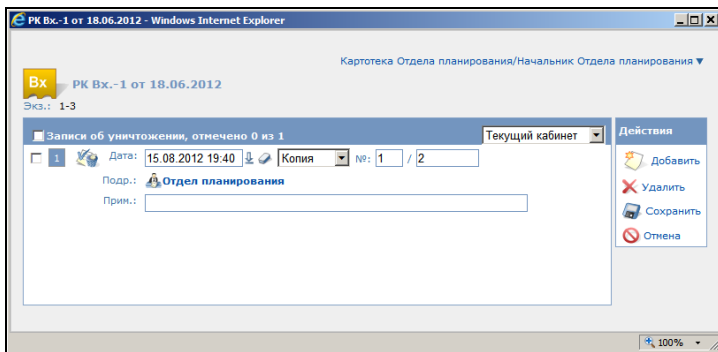 РК Вх.-1 от 18.06.2012 - Windows Internet Explorer
Картотека Отдела планирования/Начальник Отдела планирования ▼
Вх РК Вх.-1 от 18.06.2012
Экз.: 1-3
Записи об уничтожении, отмечено 0 из 1 Текущий кабинет
Действия
1 Дата: 15.08.2012 19:40 Копия №: 1 / 2
Подр.: Отдел планирования
Прим.:
Добавить
Удалить
Сохранить
Отмена
100%